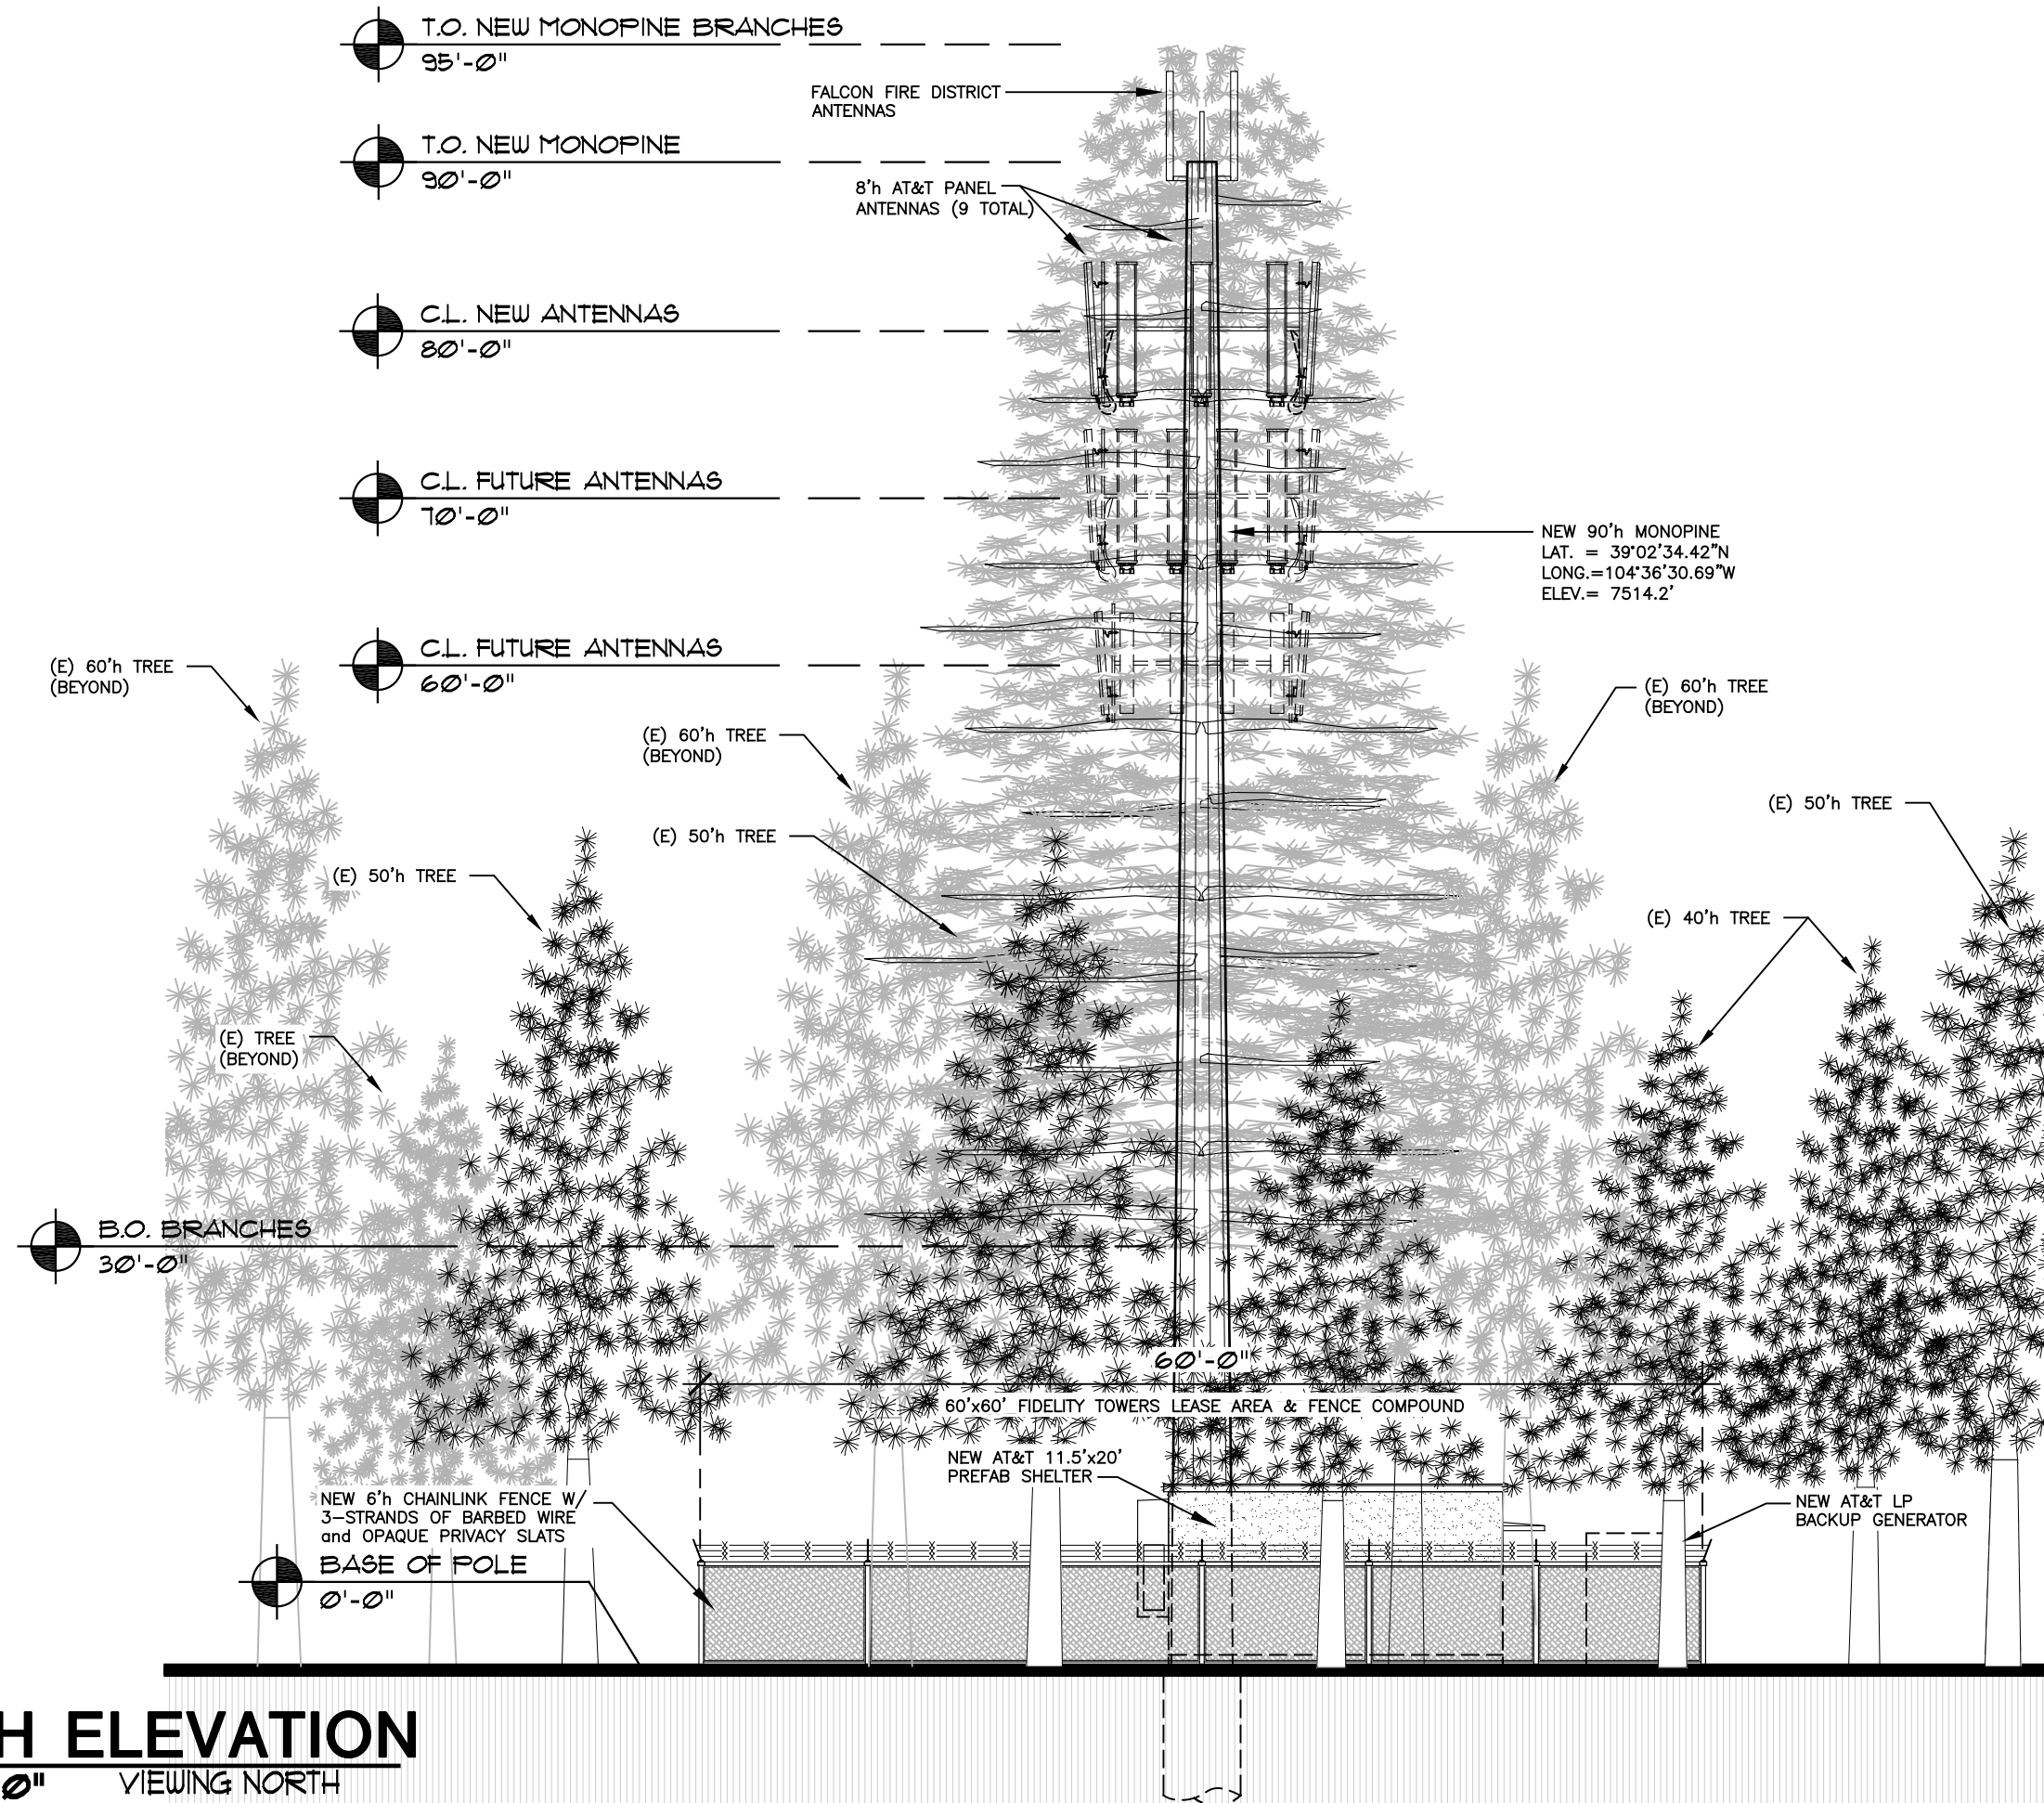 T.O. NEW MONOPINE BRANCHES
95'-0"
FALCON FIRE DISTRICT
ANTENNAS
T.O. NEW MONOPINE
90'-0"
8'h AT&T PANEL
ANTENNAS (9 TOTAL)
C.L. NEW ANTENNAS
80'-0"
C.L. FUTURE ANTENNAS
70'-0"
NEW 90'h MONOPINE
LAT. = 39°02'34.42"N
LONG.=104°36'30.69"W
ELEV.= 7514.2'
C.L. FUTURE ANTENNAS
60'-0"
(E) 60'h TREE
(BEYOND)
(E) 60'h TREE
(BEYOND)
(E) 60'h TREE
(BEYOND)
(E) 50'h TREE
(E) 50'h TREE
(E) 50'h TREE
(E) 40'h TREE
(E) TREE
(BEYOND)
B.O. BRANCHES
30'-0"
60'-0"
60'x60' FIDELITY TOWERS LEASE AREA & FENCE COMPOUND
NEW AT&T 11.5'x20'
PREFAB SHELTER
NEW 6'h CHAINLINK FENCE W/
3-STRANDS OF BARBED WIRE
and OPAQUE PRIVACY SLATS
NEW AT&T LP
BACKUP GENERATOR
BASE OF POLE
0'-0"
H ELEVATION
0" VIEWING NORTH